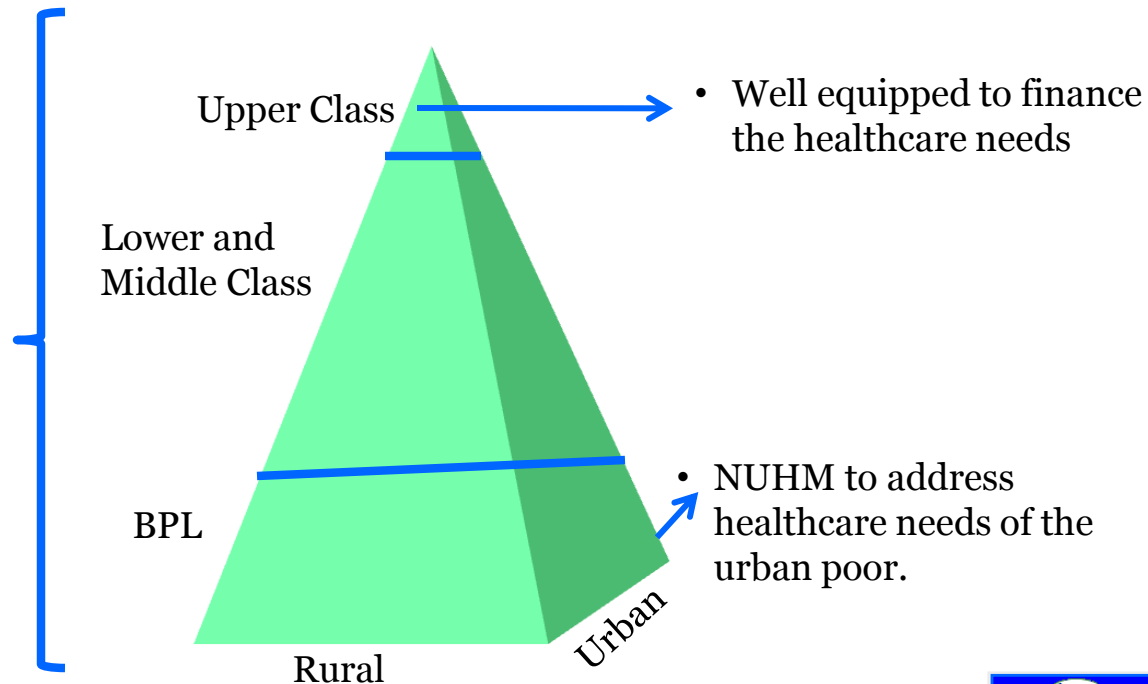 Upper Class
• Well equipped to finance
the healthcare needs
Lower and
Middle Class
BPL
• NUHM to address
healthcare needs of the
urban poor.
Urban
Rural